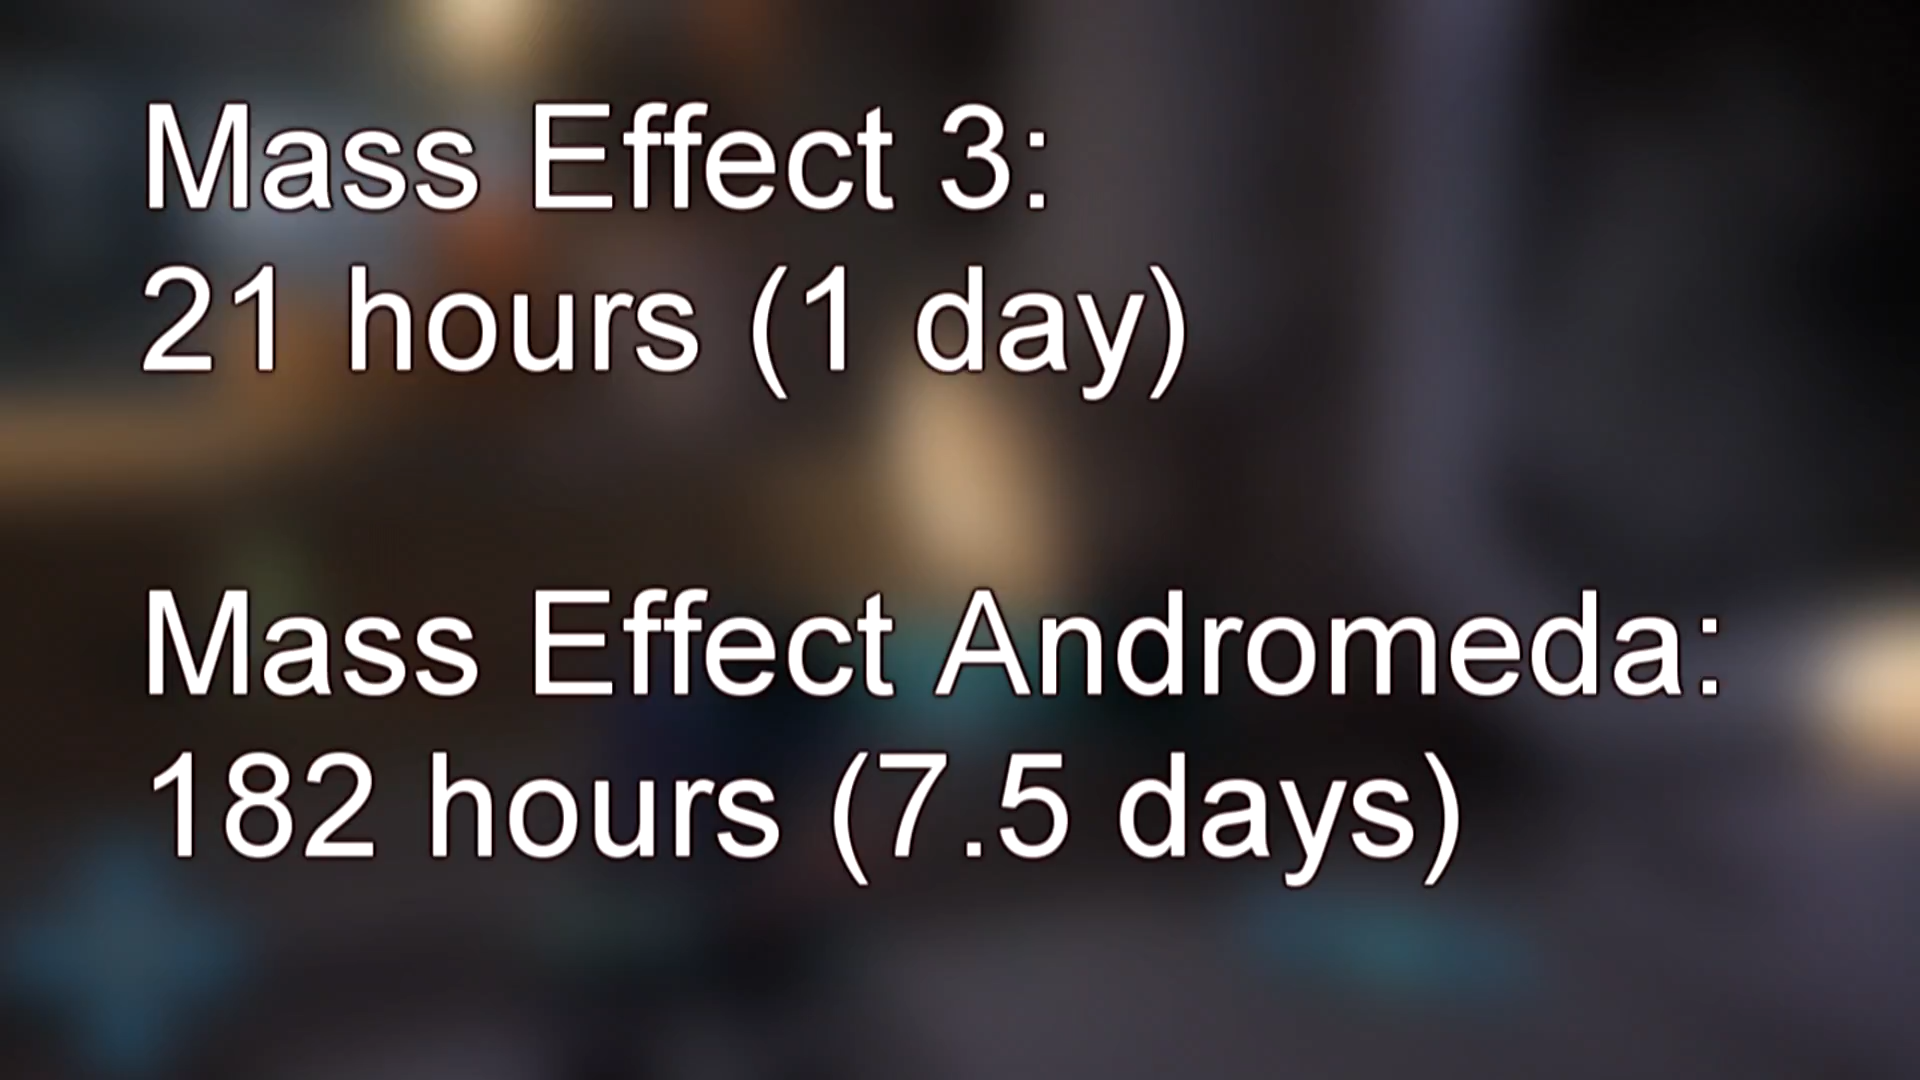 Mass Effect 3:
21 hours (1 day)
Mass Effect Andromeda:
182 hours (7.5 days)